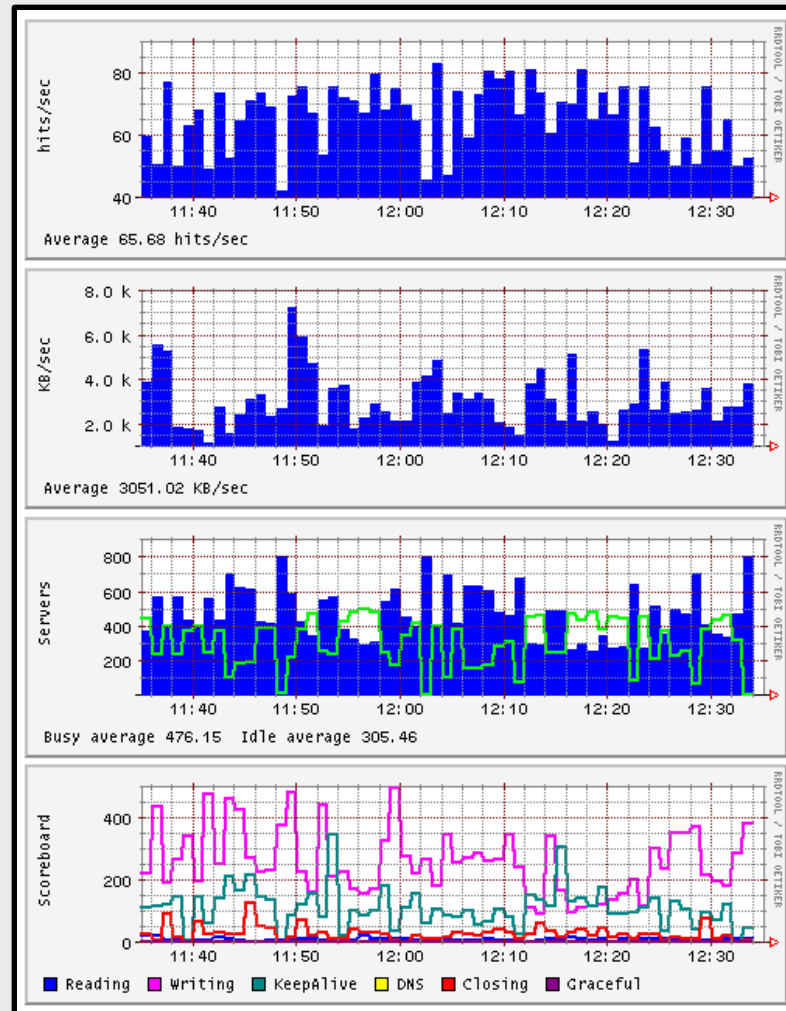 hits/sec
80
60
40
11:40 11:50 12:00 12:10 12:20 12:30
Average 65.68 hits/sec
RRDTOOL / TOBI OETIKER
KB/sec
8.0 k
6.0 k
4.0 k
2.0 k
11:40 11:50 12:00 12:10 12:20 12:30
Average 3051.02 KB/sec
RRDTOOL / TOBI OETIKER
Servers
800
600
400
200
11:40 11:50 12:00 12:10 12:20 12:30
Busy average 476.15 Idle average 305.46
RRDTOOL / TOBI OETIKER
Scoreboard
400
200
0
11:40 11:50 12:00 12:10 12:20 12:30
Reading Writing KeepAlive DNS Closing Graceful
RRDTOOL / TOBI OETIKER